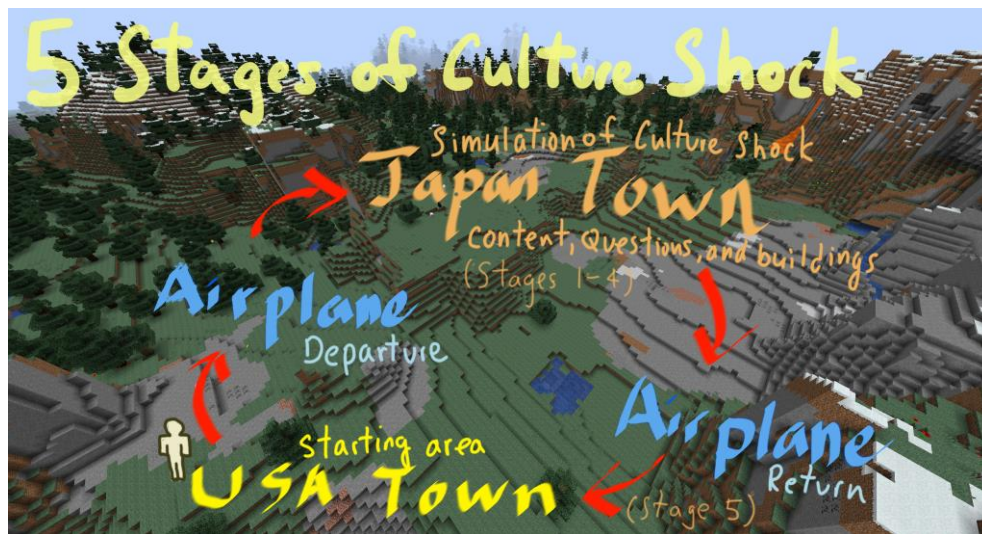 5 Stages of Culture Shock
Simulation of Culture Shock
Japan Town
Content, Questions, and buildings
(Stages 1-4)
Airplane
Departure
Airplane
Return
starting area
USA Town
(Stage 5)